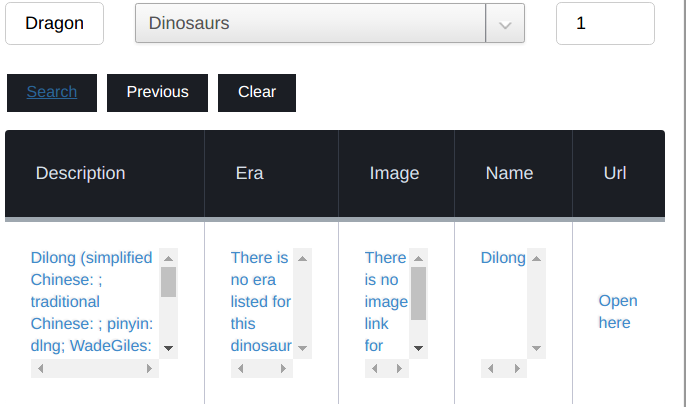 Dragon Dinosaurs 1
Search Previous Clear
Description Era Image Name Url
Dilong (simplified
Chinese: ;
traditional
Chinese: ; pinyin:
dlng; WadeGiles:
There is
no era
listed for
this
dinosaur
There
is no
image
link
for
Dilong
Open
here